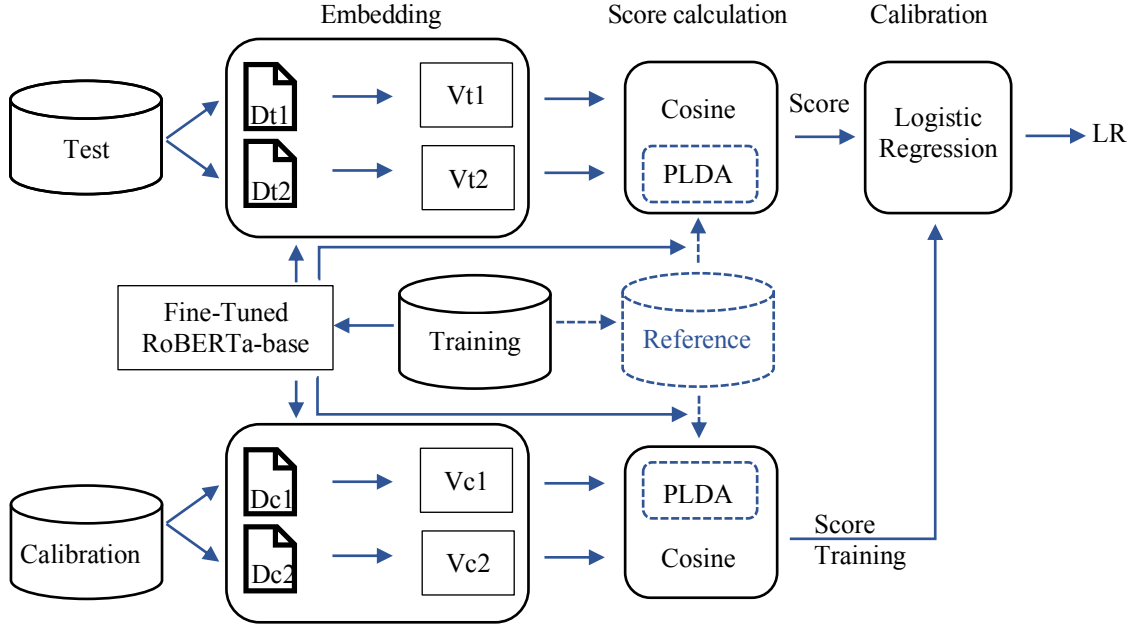 Embedding
Score calculation
Calibration
Test
Dt1
Vt1
Dt2
Vt2
Cosine
PLDA
Score
Logistic
Regression
LR
Fine-Tuned
RoBERTa-base
Training
Reference
Calibration
Dc1
Vc1
Dc2
Vc2
PLDA
Cosine
Score
Training